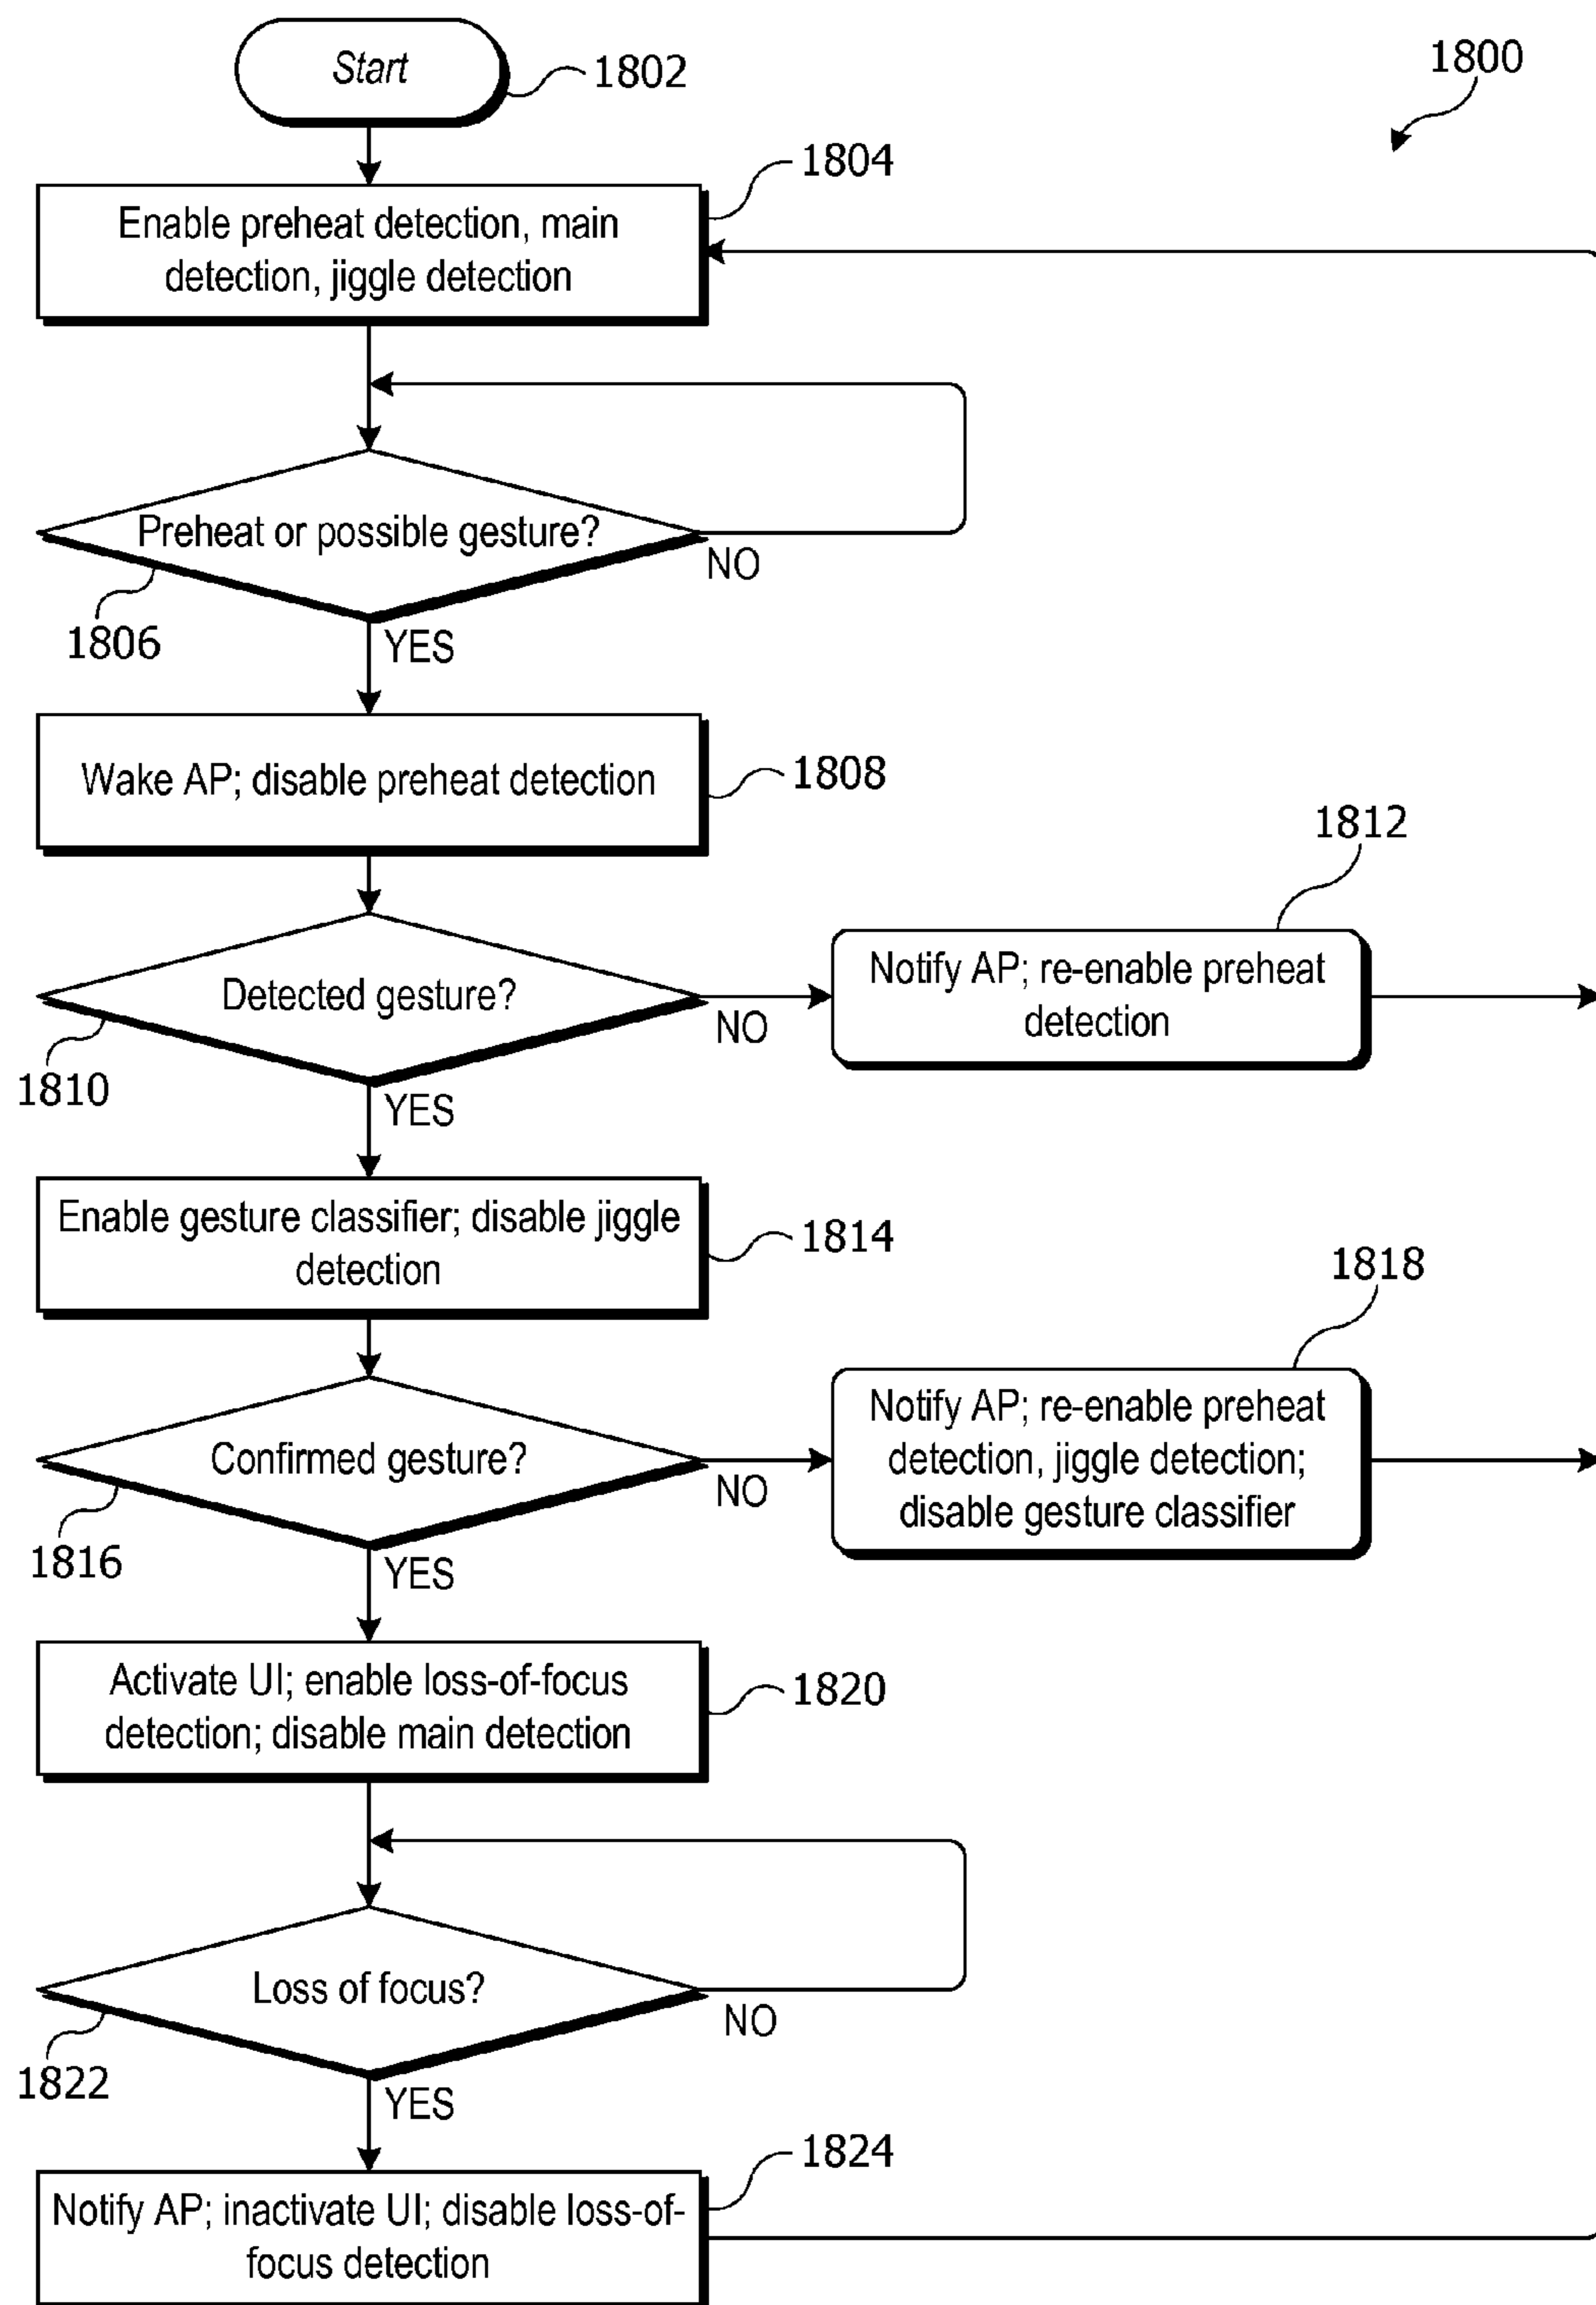 Start
1802
1800
1804
Enable preheat detection, main
detection, jiggle detection
Preheat or possible gesture?
NO
1806
YES
Wake AP; disable preheat detection
1808
1812
Detected gesture?
NO
Notify AP; re-enable preheat
detection
1810
YES
Enable gesture classifier; disable jiggle
detection
1814
1818
Confirmed gesture?
NO
Notify AP; re-enable preheat
detection, jiggle detection;
disable gesture classifier
1816
YES
Activate UI; enable loss-of-focus
detection; disable main detection
1820
Loss of focus?
NO
1822
YES
1824
Notify AP; inactivate UI; disable loss-of-
focus detection